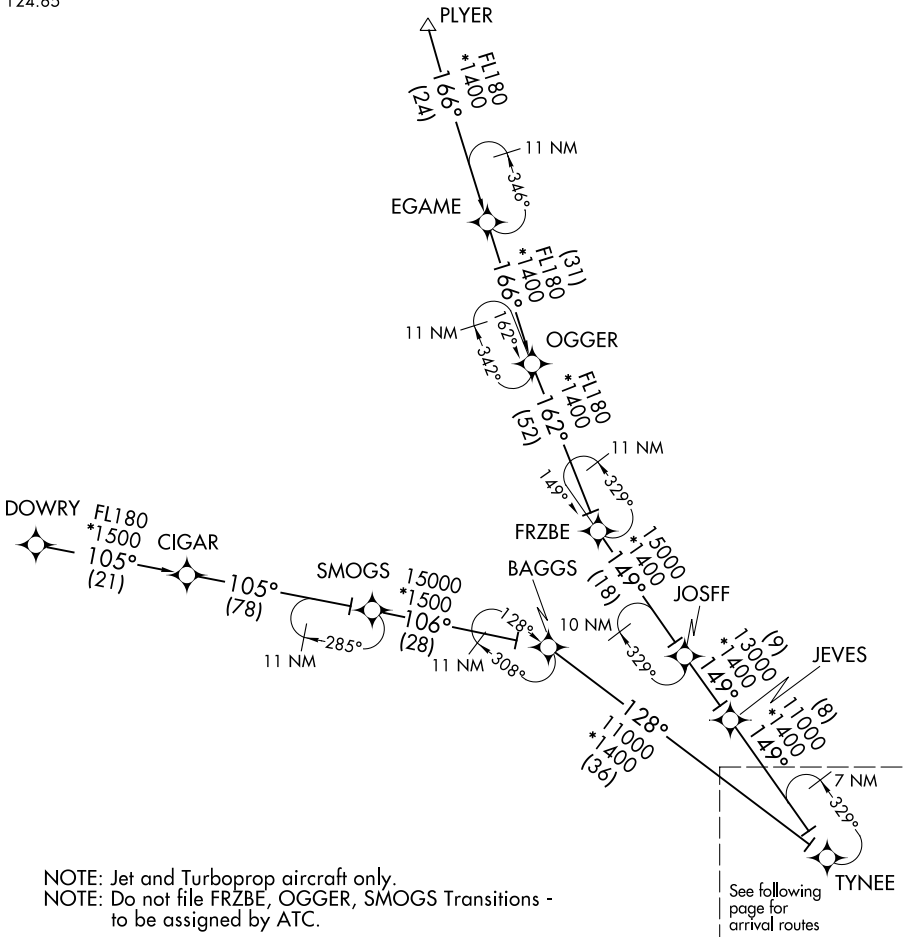 124.85
PLYER
FL180
*1400
166°
(24)
11 NM
346°
EGAME
(31)
FL180
*1400
166°
11 NM
162°
342°
OGGER
FL180
*1400
162°
(52)
11 NM
329°
149°
FRZBE
DOWRY
FL180
*1500
105°
(21)
CIGAR
105°
(78)
SMOGS
15000
*1500
106°
(28)
285°
11 NM
BAGGS
128°
308°
11 NM
15000
*1400
149°
(18)
JOSFF
10 NM
329°
(9)
13000
*1400
149°
JEVES
(8)
11000
*1400
149°
128°
11000
*1400
(36)
7 NM
329°
TYNEE
See following
page for
arrival routes
NOTE: Jet and Turboprop aircraft only.
NOTE: Do not file FRZBE, OGGER, SMOGS Transitions -
to be assigned by ATC.